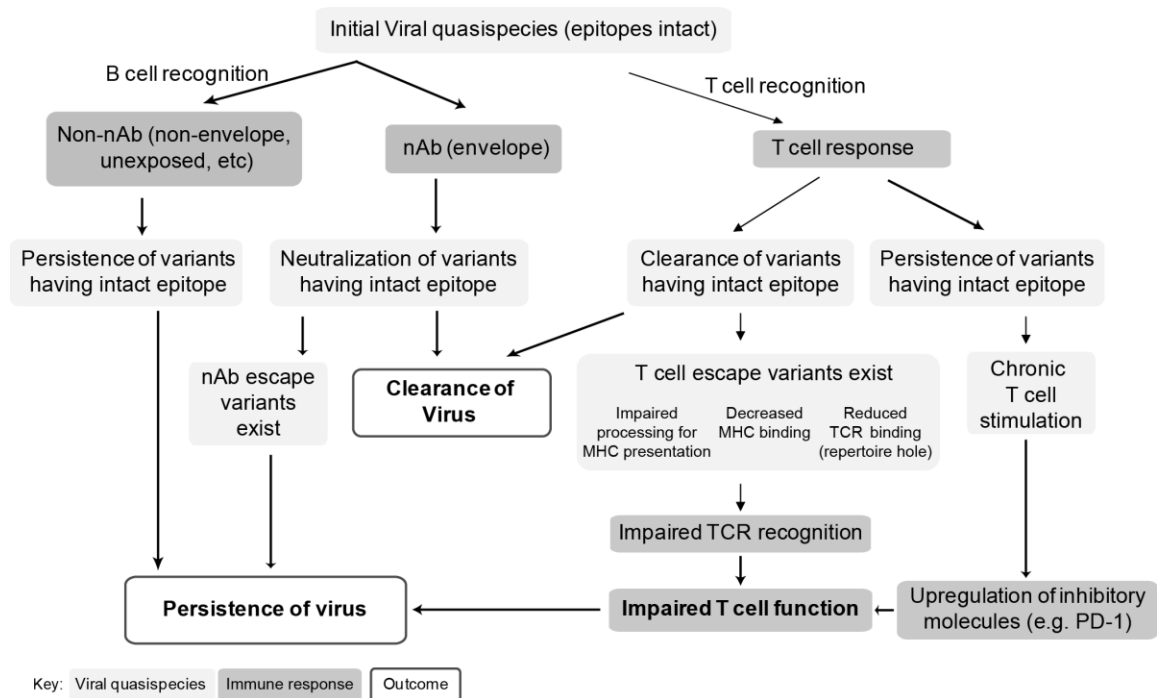 Initial Viral quasispecies (epitopes intact)
B cell recognition
T cell recognition
Non-nAb (non-envelope,
unexposed, etc)
nAb (envelope)
T cell response
Persistence of variants
having intact epitope
Neutralization of variants
having intact epitope
Clearance of variants
having intact epitope
Persistence of variants
having intact epitope
nAb escape
variants
exist
Clearance of
Virus
T cell escape variants exist
Impaired
processing for
MHC presentation
Decreased
MHC binding
Reduced
TCR binding
(repertoire hole)
Chronic
T cell
stimulation
Impaired TCR recognition
Persistence of virus
Impaired T cell function
Upregulation of inhibitory
molecules (e.g. PD-1)
Key: Viral quasispecies Immune response Outcome